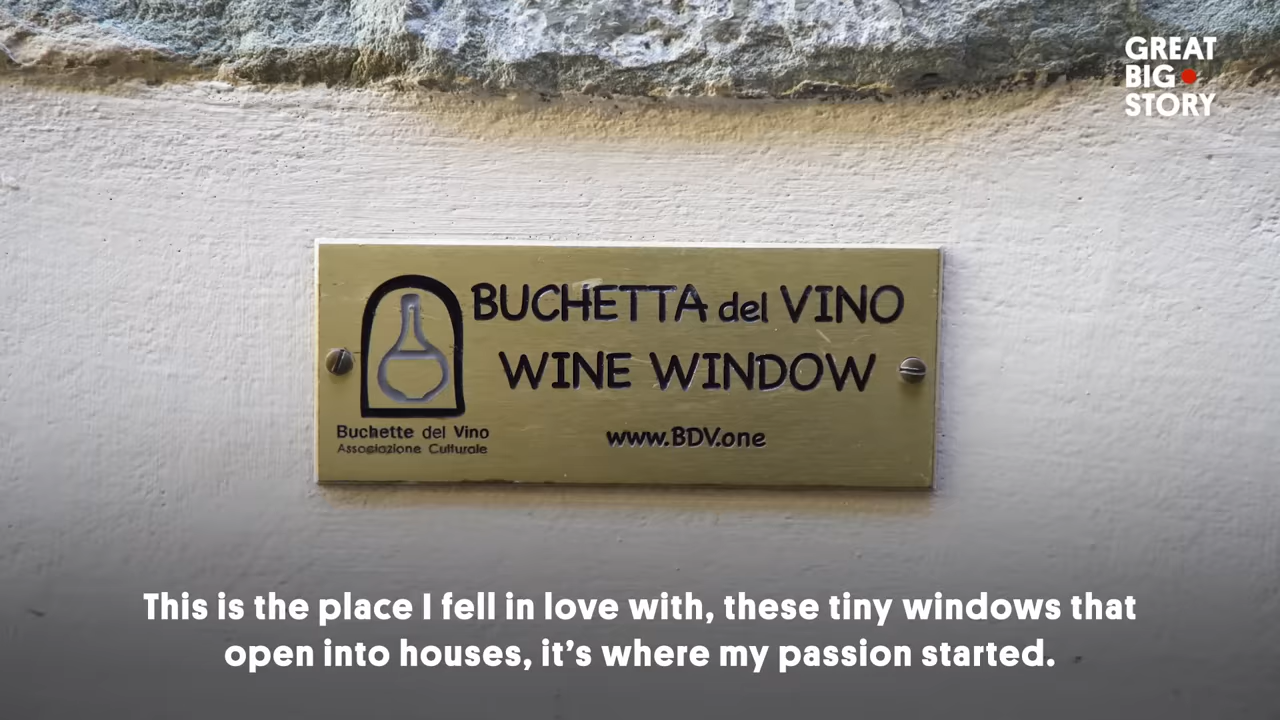 GREAT
BIG
STORY
BUCHETTA del VINO
WINE WINDOW
www.BDV.one
Buchette del Vino
Associazione Culturale
This is the place I fell in love with, these tiny windows that
open into houses, it's where my passion started.